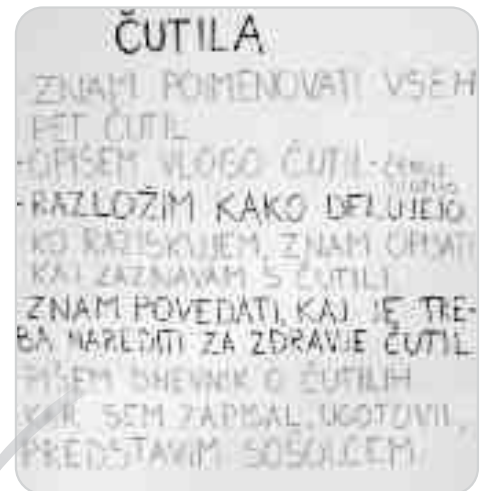 ČUTILA
ZNAM POIMENOVATI VSEH
PET ČUTIL
-OPIŠEM VLOGO ČUTIL-ČEMU
SLUŽIJO
-RAZLOŽIM KAKO DELUJEJO
KO RAZISKUJEM, ZNAM OPISATI
KAJ ZAZNAVAM S ČUTILI
ZNAM POVEDATI, KAJ JE TRE-
BA NAREDITI ZA ZDRAVJE ČUTIL
PIŠEM DNEVNIK O ČUTILIH
KAR SEM ZAPISAL, UGOTOVIL,
PREDSTAVIM SOŠOLCEM